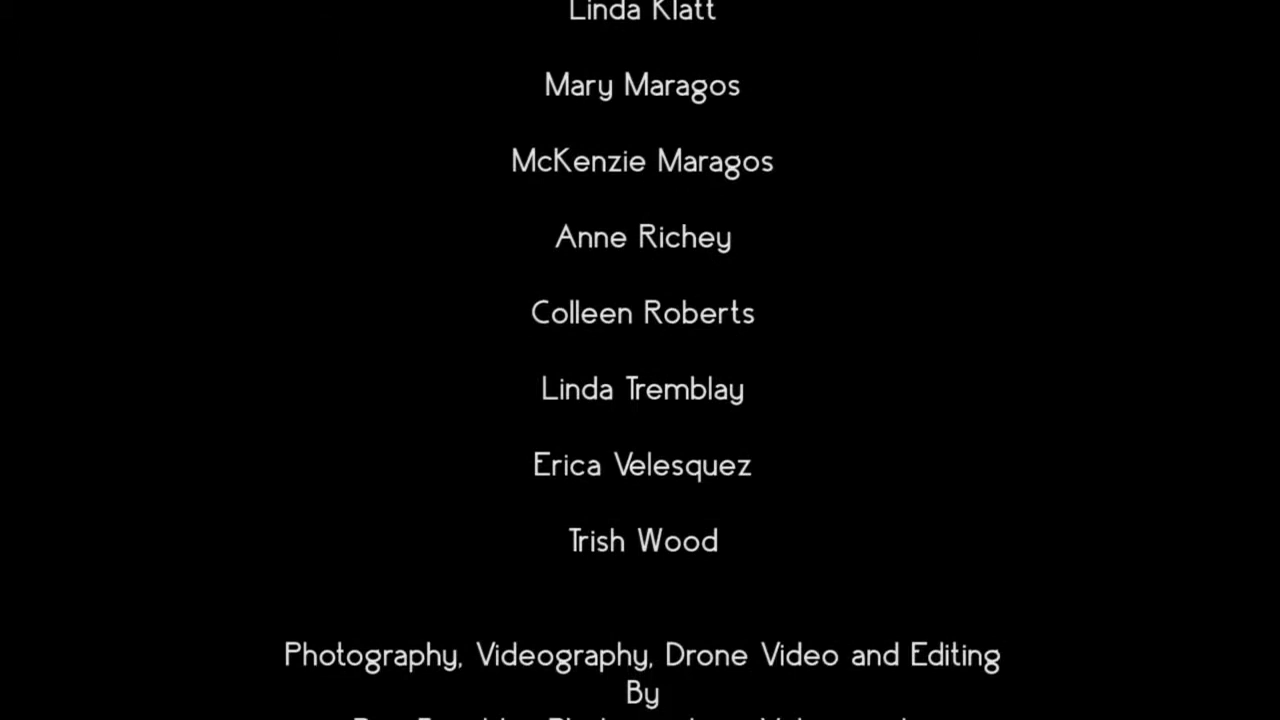 Linda Klatt
Mary Maragos
McKenzie Maragos
Anne Richey
Colleen Roberts
Linda Tremblay
Erica Velesquez
Trish Wood
Photography, Videography, Drone Video and Editing
By